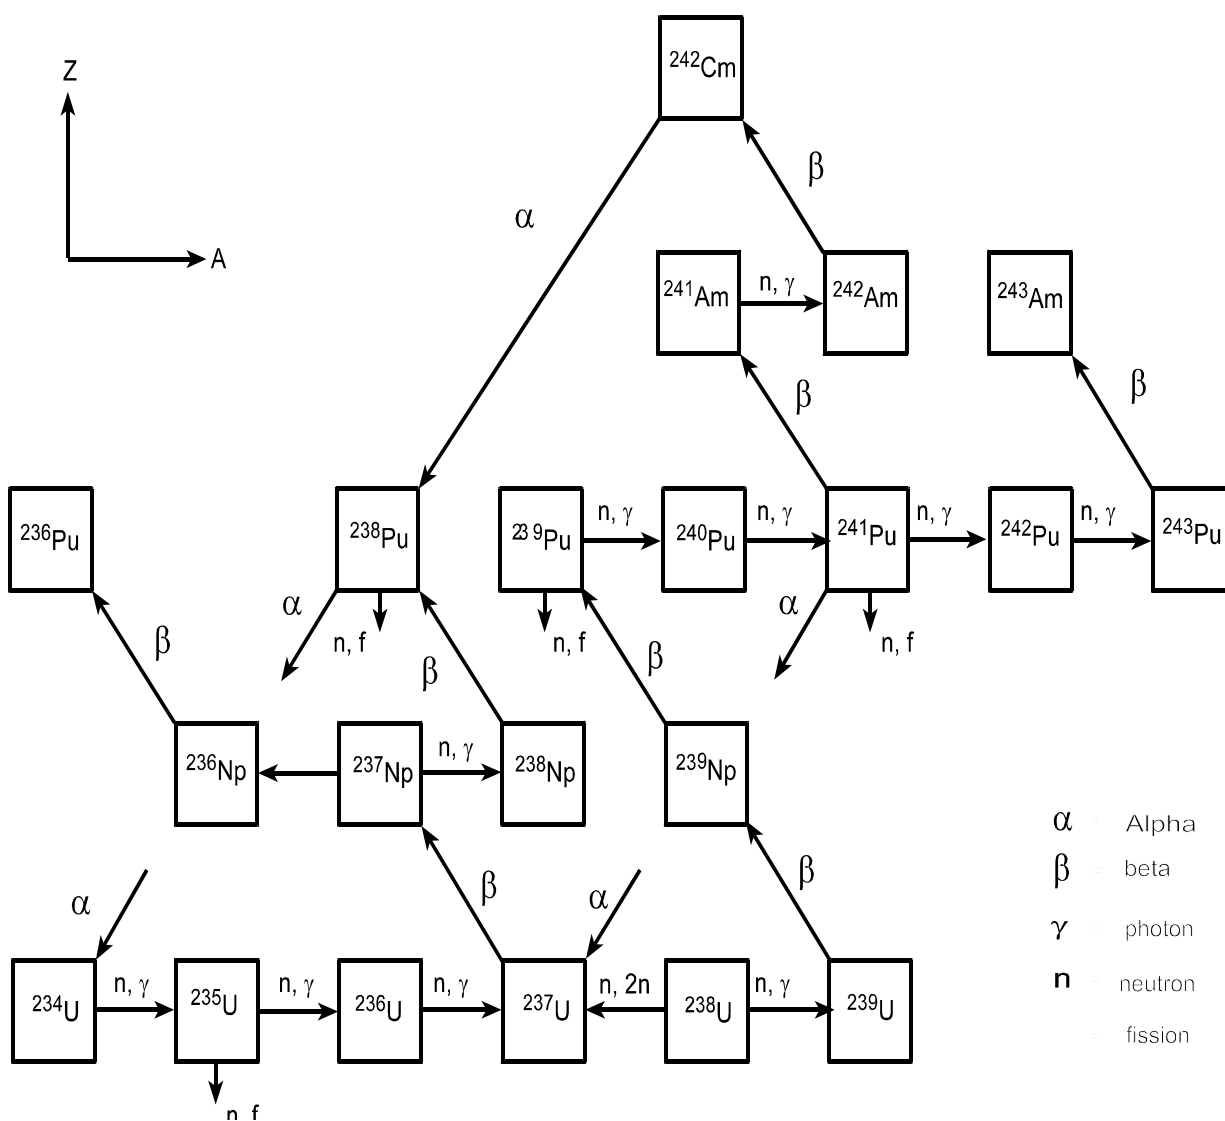 ²⁴²Cm
Z
β
α
A
²⁴¹Am
n, γ
²⁴²Am
²⁴³Am
β
β
²³⁶Pu
²³⁸Pu
²³⁹Pu
n, γ
²⁴⁰Pu
n, γ
²⁴¹Pu
n, γ
²⁴²Pu
n, γ
²⁴³Pu
α
α
n, f
n, f
n, f
β
β
β
²³⁶Np
²³⁷Np
n, γ
²³⁸Np
²³⁹Np
α Alpha
β = beta
γ = photon
n = neutron
fission
α
β
α
β
²³⁴U
n, γ
²³⁵U
n, γ
²³⁶U
n, γ
²³⁷U
n, 2n
²³⁸U
n, γ
²³⁹U
n, f